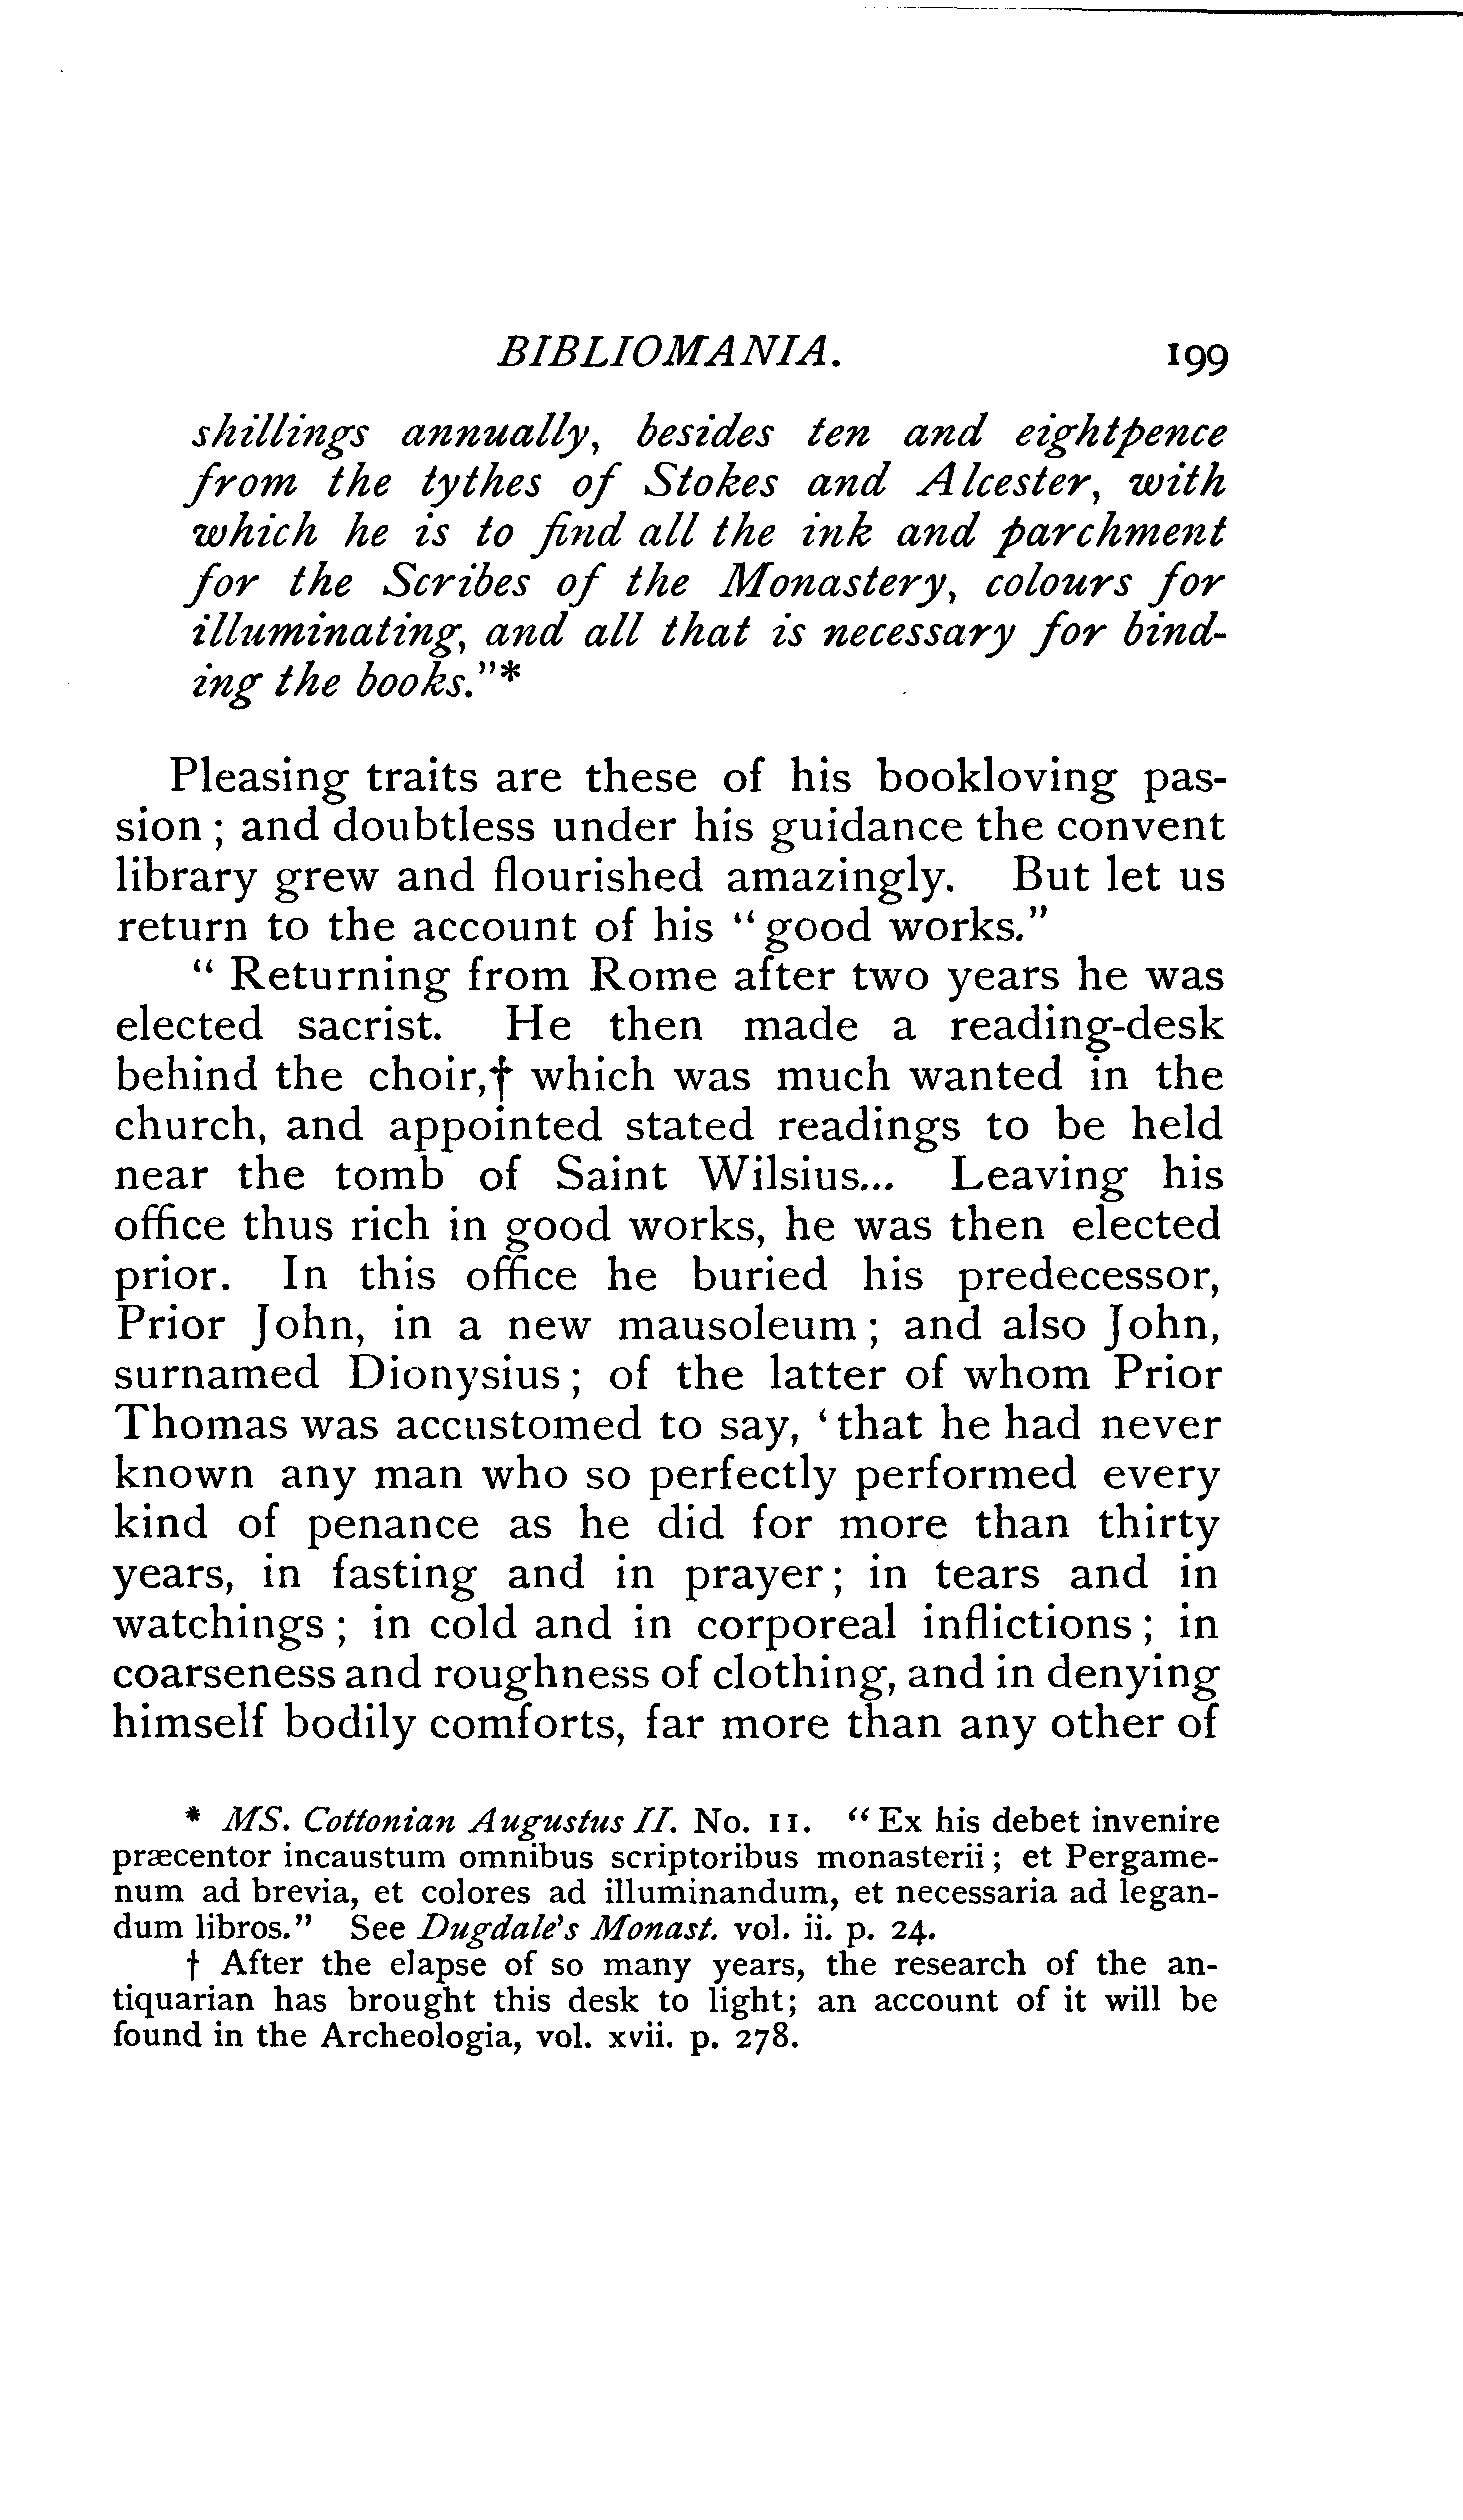 BIBLIOMANIA. 199
shillings annually, besides ten and eightpence
from the tythes of Stokes and Alcester, with
which he is to find all the ink and parchment
for the Scribes of the Monastery, colours for
illuminating, and all that is necessary for bind-
ing the books."*
Pleasing traits are these of his bookloving pas-
sion ; and doubtless under his guidance the convent
library grew and flourished amazingly. But let us
return to the account of his "good works."
"Returning from Rome after two years he was
elected sacrist. He then made a reading-desk
behind the choir,† which was much wanted in the
church, and appointed stated readings to be held
near the tomb of Saint Wilsius... Leaving his
office thus rich in good works, he was then elected
prior. In this office he buried his predecessor,
Prior John, in a new mausoleum ; and also John,
surnamed Dionysius ; of the latter of whom Prior
Thomas was accustomed to say, 'that he had never
known any man who so perfectly performed every
kind of penance as he did for more than thirty
years, in fasting and in prayer ; in tears and in
watchings ; in cold and in corporeal inflictions ; in
coarseness and roughness of clothing, and in denying
himself bodily comforts, far more than any other of
* MS. Cottonian Augustus II. No. 11. "Ex his debet invenire
præcentor incaustum omnibus scriptoribus monasterii ; et Pergame-
num ad brevia, et colores ad illuminandum, et necessaria ad legan-
dum libros." See Dugdale's Monast. vol. ii. p. 24.
† After the elapse of so many years, the research of the an-
tiquarian has brought this desk to light; an account of it will be
found in the Archeologia, vol. xvii. p. 278.